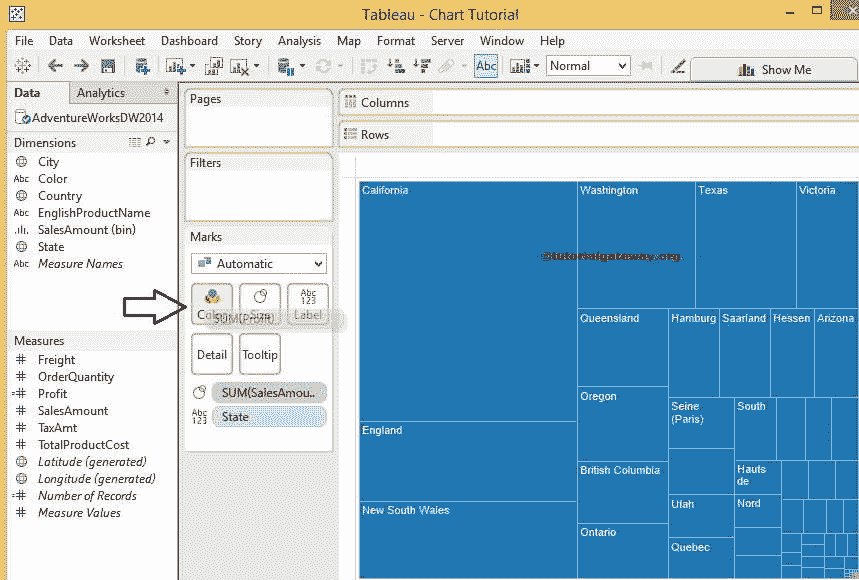 Tableau - Chart Tutorial
File Data Worksheet Dashboard Story Analysis Map Format Server Window Help
Abc Normal Show Me
Data Analytics
AdventureWorksDW2014
Dimensions
City
Abc Color
Country
Abc EnglishProductName
SalesAmount (bin)
State
Abc Measure Names
Measures
# Freight
# OrderQuantity
=# Profit
# SalesAmount
# TaxAmt
# TotalProductCost
Latitude (generated)
Longitude (generated)
=# Number of Records
# Measure Values
Pages
Filters
Marks
Automatic
Color Size Abc 123 Label
SUM(Profit)
Detail Tooltip
SUM(SalesAmou..
Abc 123 State
Columns
Rows
California
England
New South Wales
Washington
Texas
Victoria
@tutorialgateway.org
Queensland
Oregon
British Columbia
Ontario
Hamburg
Saarland
Hessen
Arizona
Seine
(Paris)
Utah
Quebec
South
Hauts
de
Nord